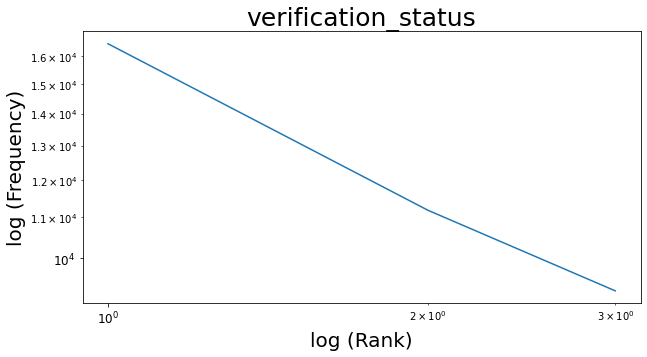 verification_status
log (Frequency)
1.6 × 10⁴
1.5 × 10⁴
1.4 × 10⁴
1.3 × 10⁴
1.2 × 10⁴
1.1 × 10⁴
10⁴
10⁰
2 × 10⁰
3 × 10⁰
log (Rank)